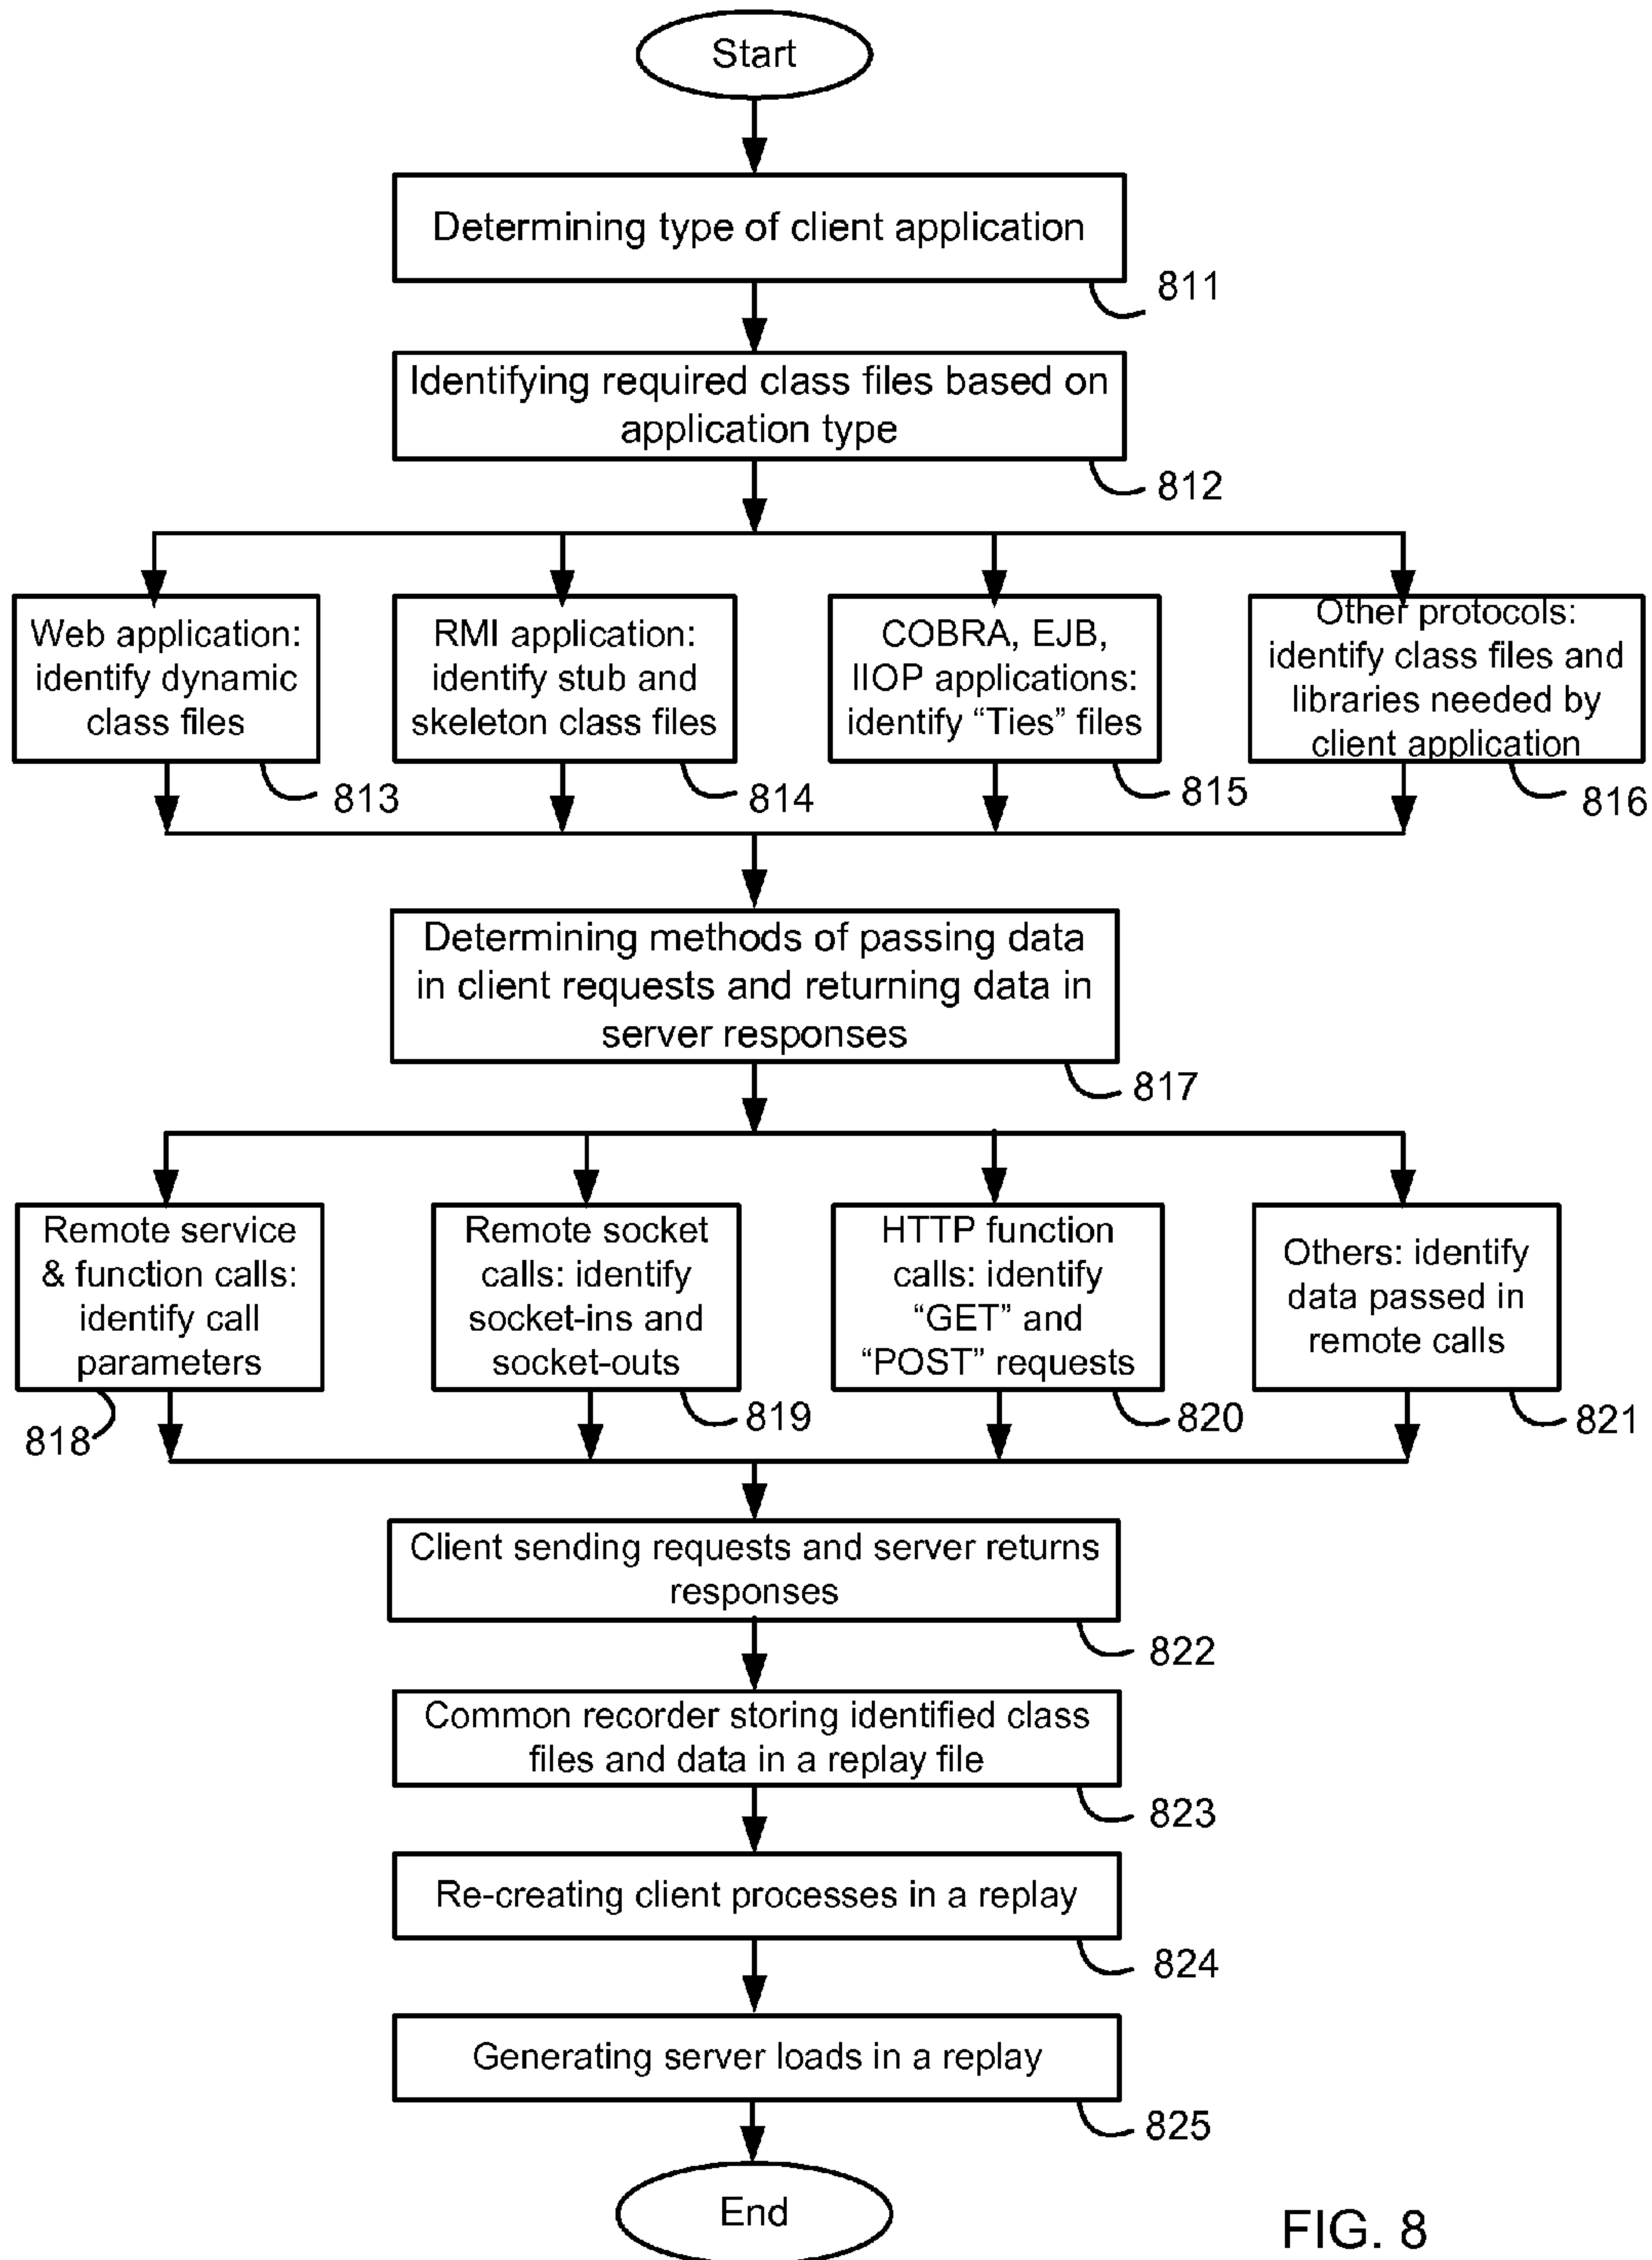 Start
Determining type of client application
811
Identifying required class files based on
application type
812
Web application:
identify dynamic
class files
813
RMI application:
identify stub and
skeleton class files
814
COBRA, EJB,
IIOP applications:
identify “Ties” files
815
Other protocols:
identify class files and
libraries needed by
client application
816
Determining methods of passing data
in client requests and returning data in
server responses
817
Remote service
& function calls:
identify call
parameters
818
Remote socket
calls: identify
socket-ins and
socket-outs
819
HTTP function
calls: identify
“GET” and
“POST” requests
820
Others: identify
data passed in
remote calls
821
Client sending requests and server returns
responses
822
Common recorder storing identified class
files and data in a replay file
823
Re-creating client processes in a replay
824
Generating server loads in a replay
825
End
FIG. 8